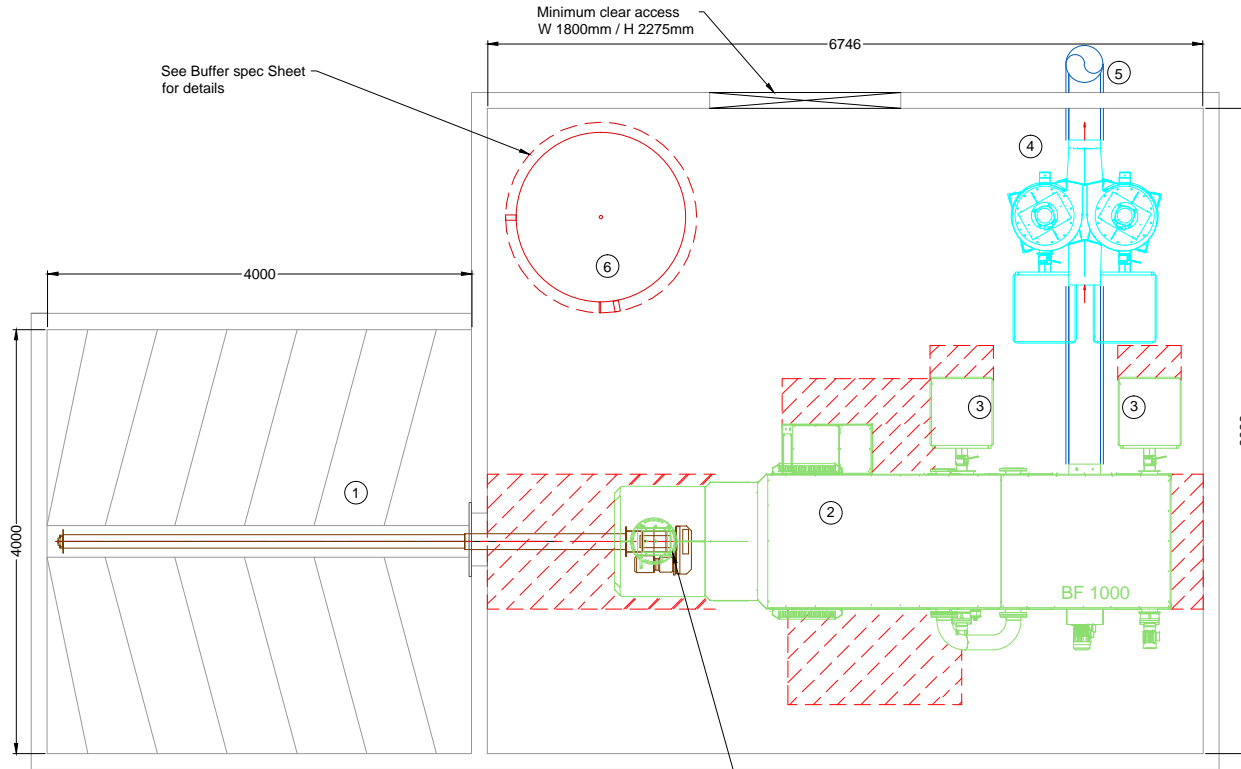 Minimum clear access
W 1800mm / H 2275mm
6746
See Buffer spec Sheet
for details
5
4
6
4000
3
3
1
2
4000
BF 1000